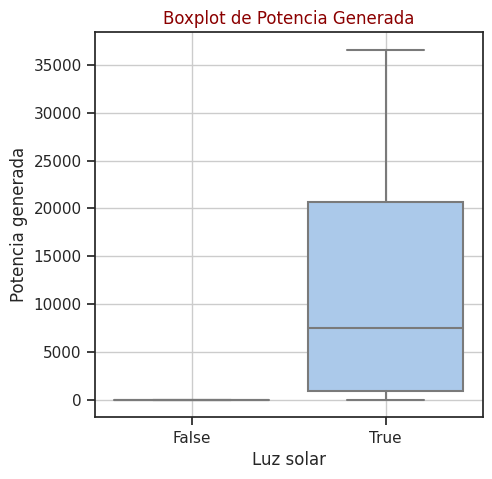 Boxplot de Potencia Generada
Potencia generada
35000
30000
25000
20000
15000
10000
5000
0
False
True
Luz solar